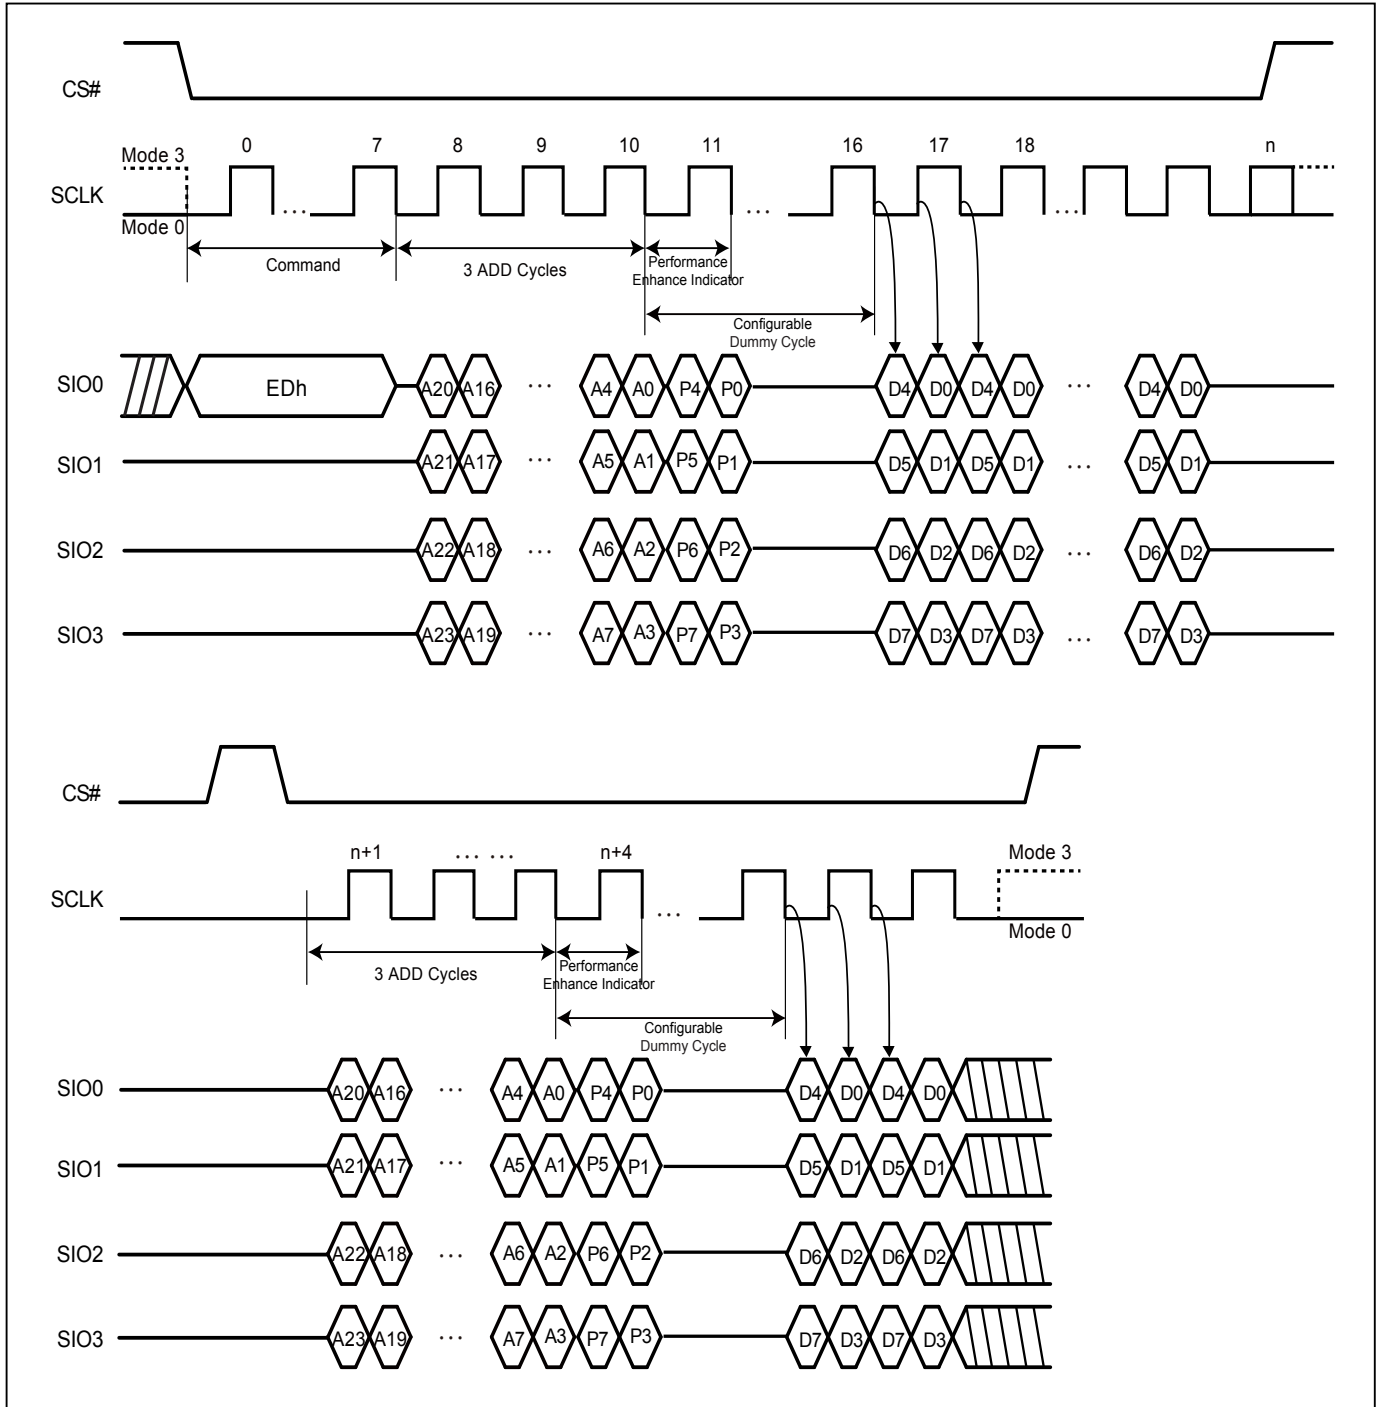 CS#
0 7 8 9 10 11 16 17 18 n
Mode 3
SCLK ... ... ...
Mode 0
Command
3 ADD Cycles
Performance
Enhance Indicator
Configurable
Dummy Cycle
SIO0 EDh A20 A16 ... A4 A0 P4 P0 D4 D0 D4 D0 ... D4 D0
SIO1 A21 A17 ... A5 A1 P5 P1 D5 D1 D5 D1 ... D5 D1
SIO2 A22 A18 ... A6 A2 P6 P2 D6 D2 D6 D2 ... D6 D2
SIO3 A23 A19 ... A7 A3 P7 P3 D7 D3 D7 D3 ... D7 D3
CS#
n+1 ... ... n+4 Mode 3
SCLK ...
Mode 0
3 ADD Cycles
Performance
Enhance Indicator
Configurable
Dummy Cycle
SIO0 A20 A16 ... A4 A0 P4 P0 D4 D0 D4 D0
SIO1 A21 A17 ... A5 A1 P5 P1 D5 D1 D5 D1
SIO2 A22 A18 ... A6 A2 P6 P2 D6 D2 D6 D2
SIO3 A23 A19 ... A7 A3 P7 P3 D7 D3 D7 D3